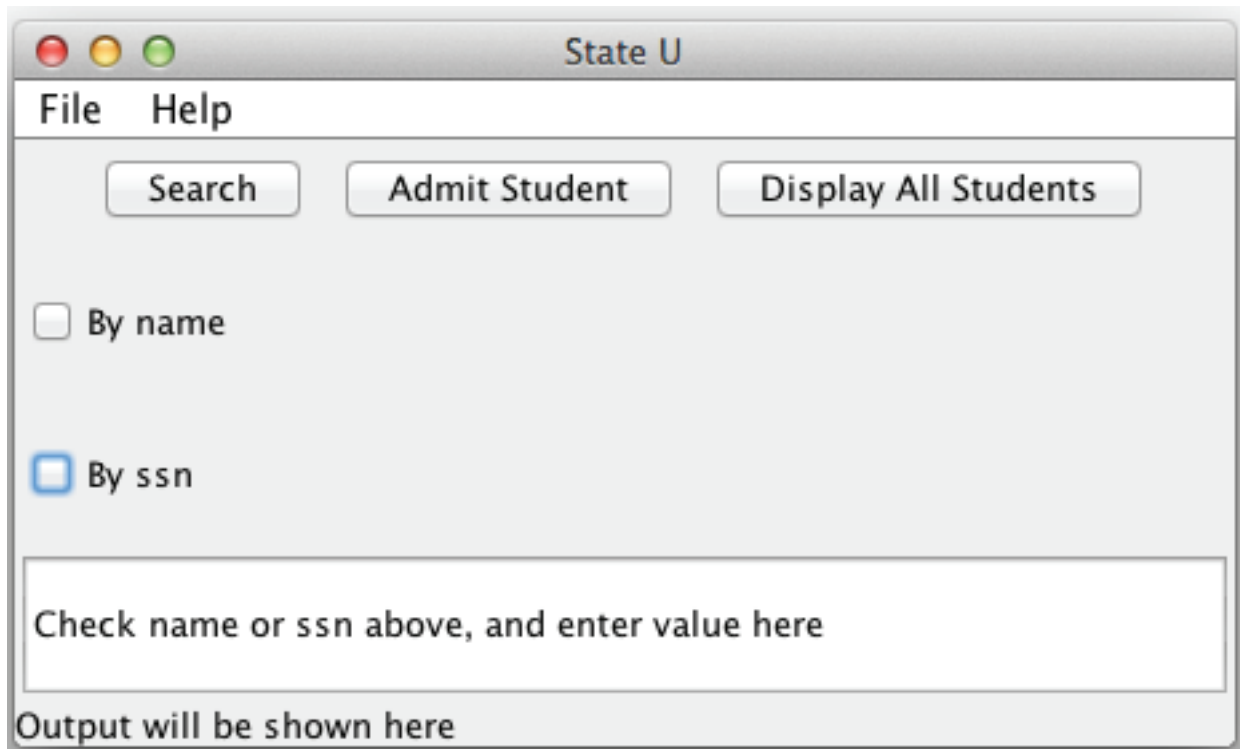 State U
File Help
Search Admit Student Display All Students
By name
By ssn
Check name or ssn above, and enter value here
Output will be shown here